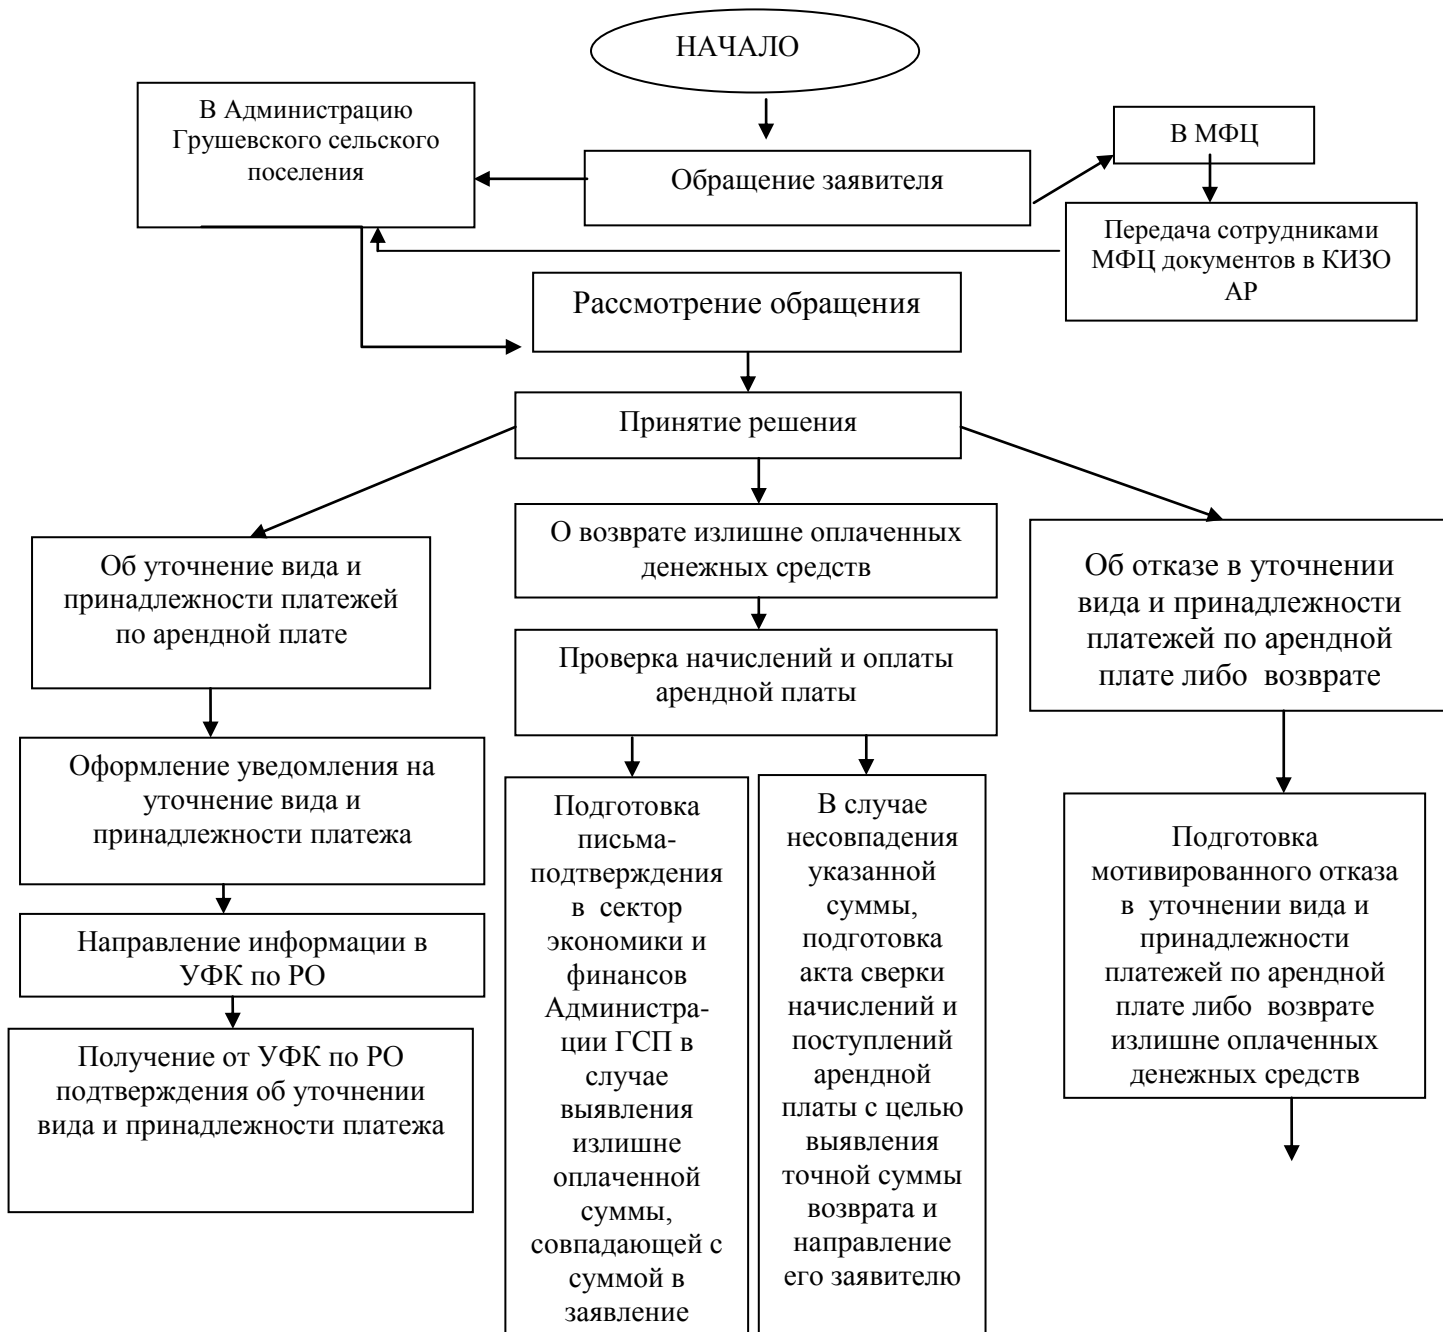 НАЧАЛО
В Администрацию
Грушевского сельского
поселения
В МФЦ
Обращение заявителя
Передача сотрудниками
МФЦ документов в КИЗО
АР
Рассмотрение обращения
Принятие решения
Об уточнение вида и
принадлежности платежей
по арендной плате
О возврате излишне оплаченных
денежных средств
Об отказе в уточнении
вида и принадлежности
платежей по арендной
плате либо возврате
Проверка начислений и оплаты
арендной платы
Оформление уведомления на
уточнение вида и
принадлежности платежа
Направление информации в
УФК по РО
Получение от УФК по РО
подтверждения об уточнении
вида и принадлежности платежа
Подготовка
письма-
подтверждения
в сектор
экономики и
финансов
Администра-
ции ГСП в
случае
выявления
излишне
оплаченной
суммы,
совпадающей с
суммой в
заявление
В случае
несовпадения
указанной
суммы,
подготовка
акта сверки
начислений и
поступлений
арендной
платы с целью
выявления
точной суммы
возврата и
направление
его заявителю
Подготовка
мотивированного отказа
в уточнении вида и
принадлежности
платежей по арендной
плате либо возврате
излишне оплаченных
денежных средств